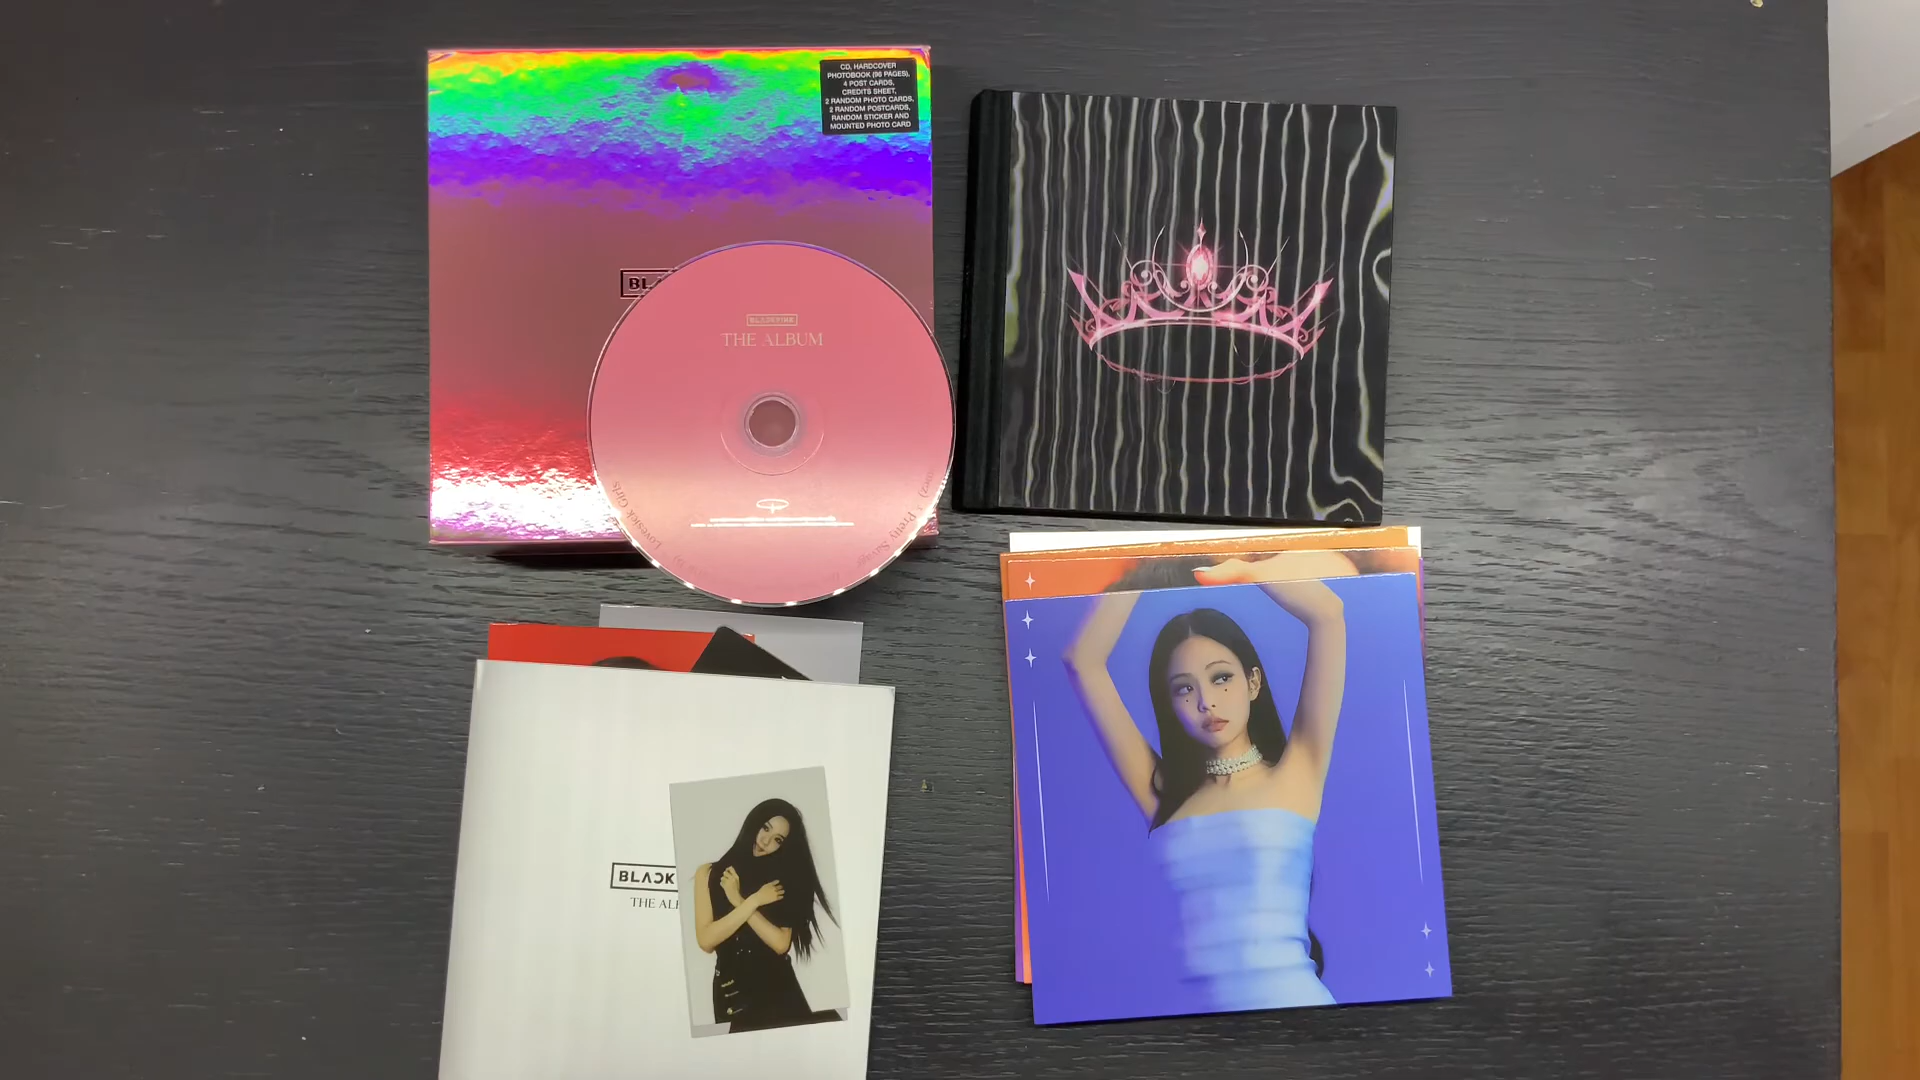 CD, HARDCOVER
PHOTOBOOK (96 PAGES),
4 POST CARDS,
CREDITS SHEET,
2 RANDOM PHOTO CARDS,
2 RANDOM POSTCARDS,
RANDOM STICKER AND
MOUNTED PHOTO CARD
BL
BLACKPINK
THE ALBUM
Lovesick Girls
Pretty Savage
BLACK
THE AL